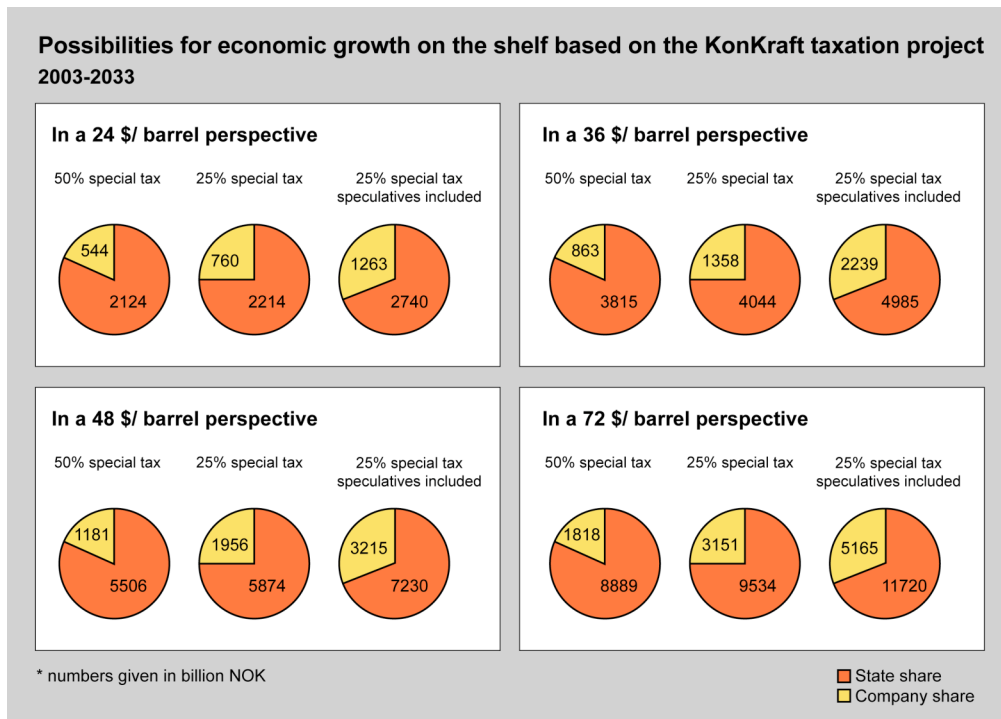 Possibilities for economic growth on the shelf based on the KonKraft taxation project
2003-2033
In a 24 $/ barrel perspective
50% special tax
25% special tax
25% special tax
speculatives included
544
2124
760
2214
1263
2740
In a 36 $/ barrel perspective
50% special tax
25% special tax
25% special tax
speculatives included
863
3815
1358
4044
2239
4985
In a 48 $/ barrel perspective
50% special tax
25% special tax
25% special tax
speculatives included
1181
5506
1956
5874
3215
7230
In a 72 $/ barrel perspective
50% special tax
25% special tax
25% special tax
speculatives included
1818
8889
3151
9534
5165
11720
* numbers given in billion NOK
State share
Company share